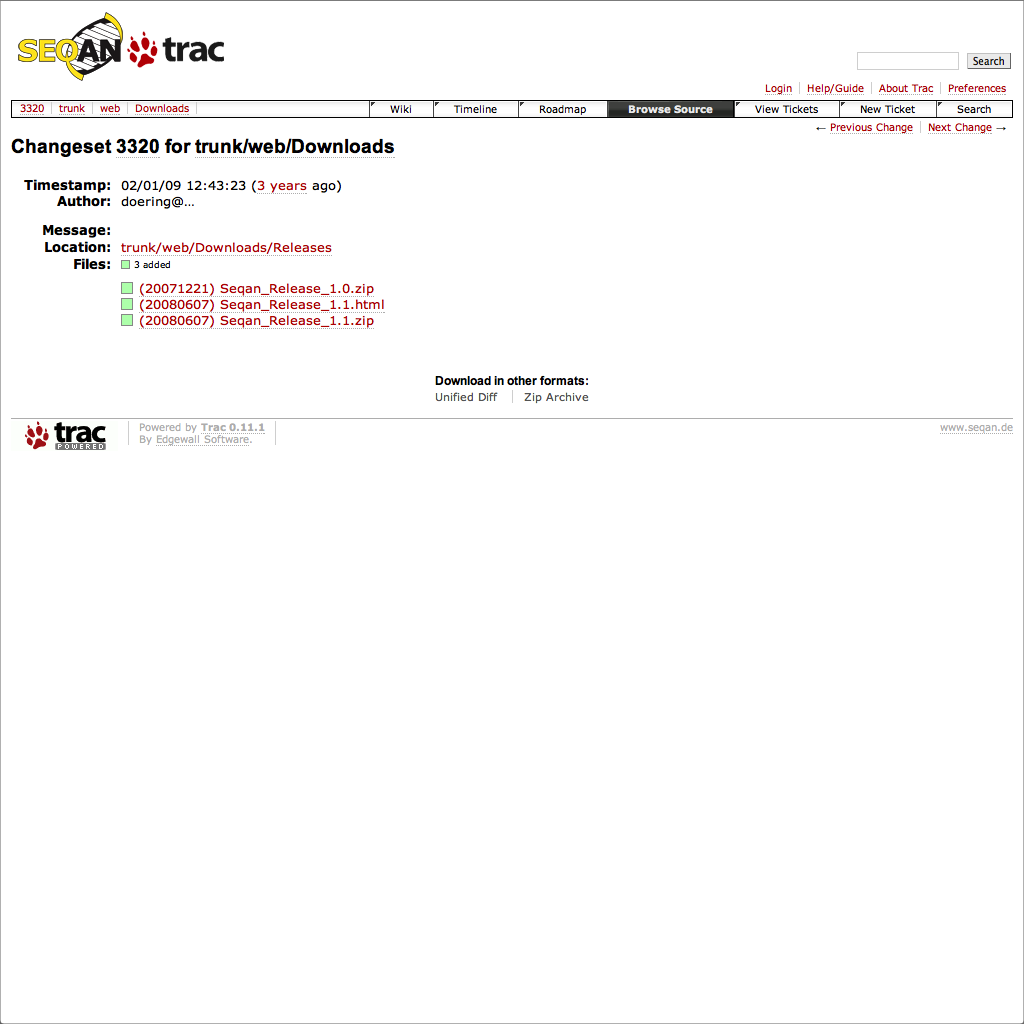 SEQAN trac
Search
Login Help/Guide About Trac Preferences
3320 trunk web Downloads Wiki Timeline Roadmap Browse Source View Tickets New Ticket Search
← Previous Change Next Change →
Changeset 3320 for trunk/web/Downloads
Timestamp: 02/01/09 12:43:23 (3 years ago)
Author: doering@...
Message:
Location: trunk/web/Downloads/Releases
Files: 3 added
(20071221) Seqan_Release_1.0.zip
(20080607) Seqan_Release_1.1.html
(20080607) Seqan_Release_1.1.zip
Download in other formats:
Unified Diff Zip Archive
trac POWERED
Powered by Trac 0.11.1
By Edgewall Software.
www.seqan.de